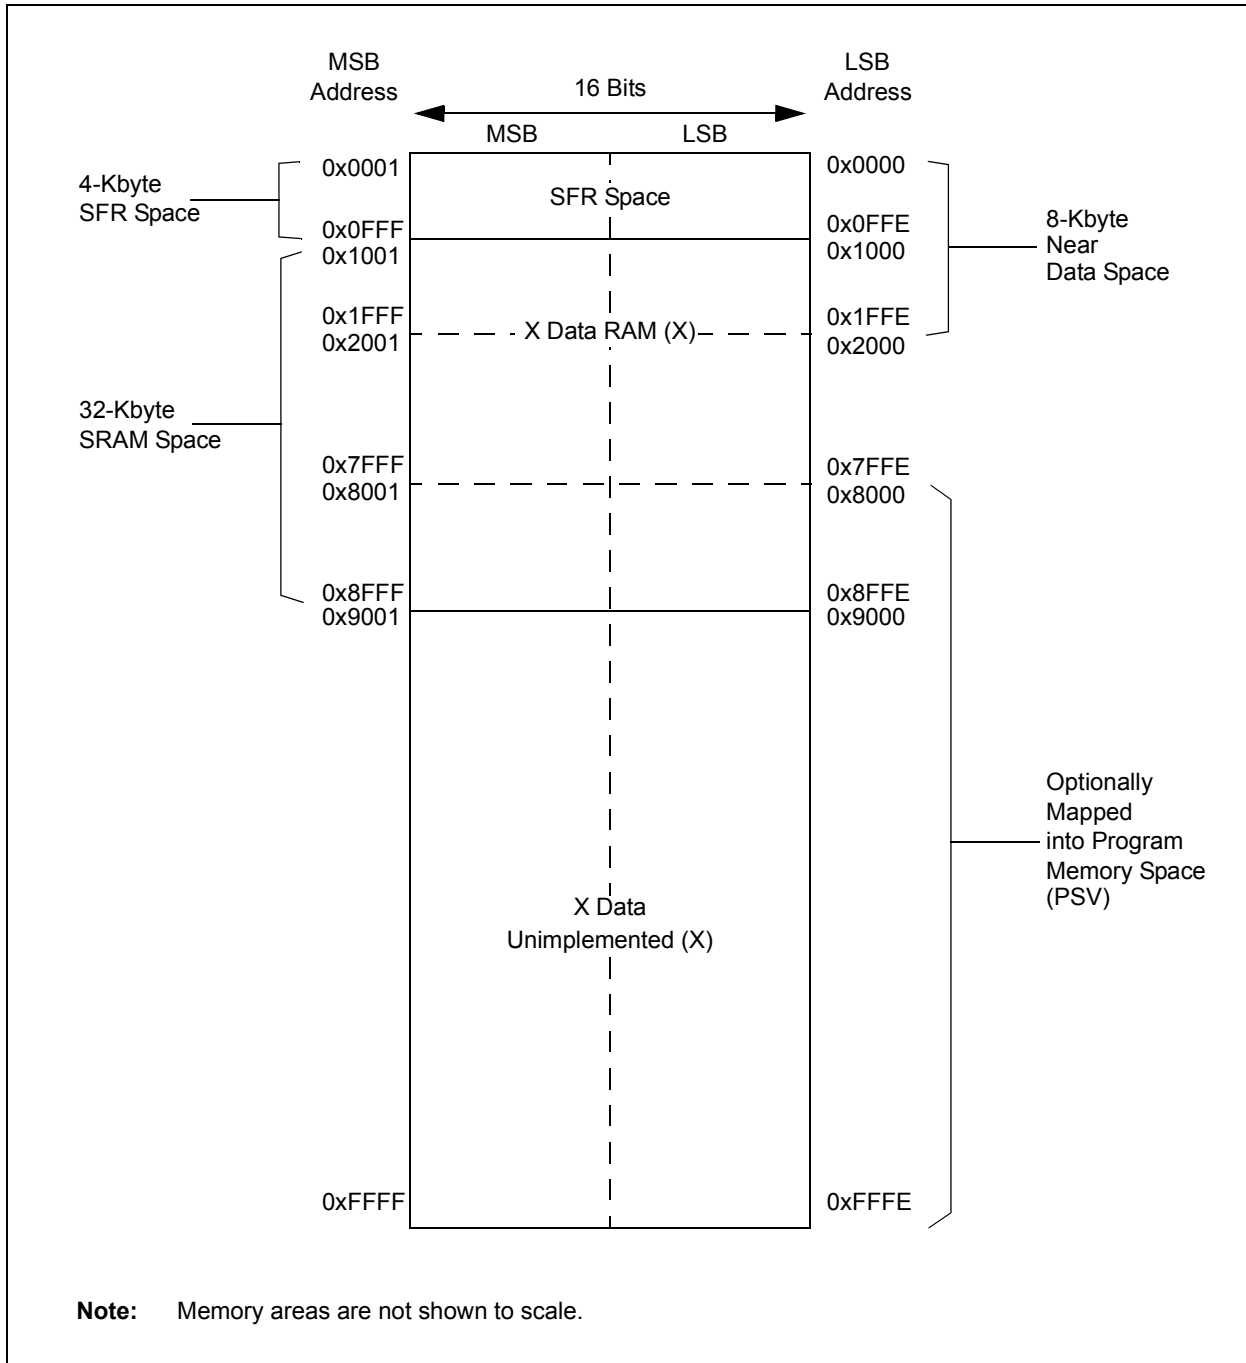 MSB
Address
16 Bits
LSB
Address
MSB
LSB
4-Kbyte
SFR Space
0x0001
0x0FFF
0x1001
SFR Space
0x0000
0x0FFE
0x1000
8-Kbyte
Near
Data Space
0x1FFF
0x2001
X Data RAM (X)
0x1FFE
0x2000
32-Kbyte
SRAM Space
0x7FFF
0x8001
0x7FFE
0x8000
0x8FFF
0x9001
0x8FFE
0x9000
Optionally
Mapped
into Program
Memory Space
(PSV)
X Data
Unimplemented (X)
0xFFFF
0xFFFE
Note: Memory areas are not shown to scale.